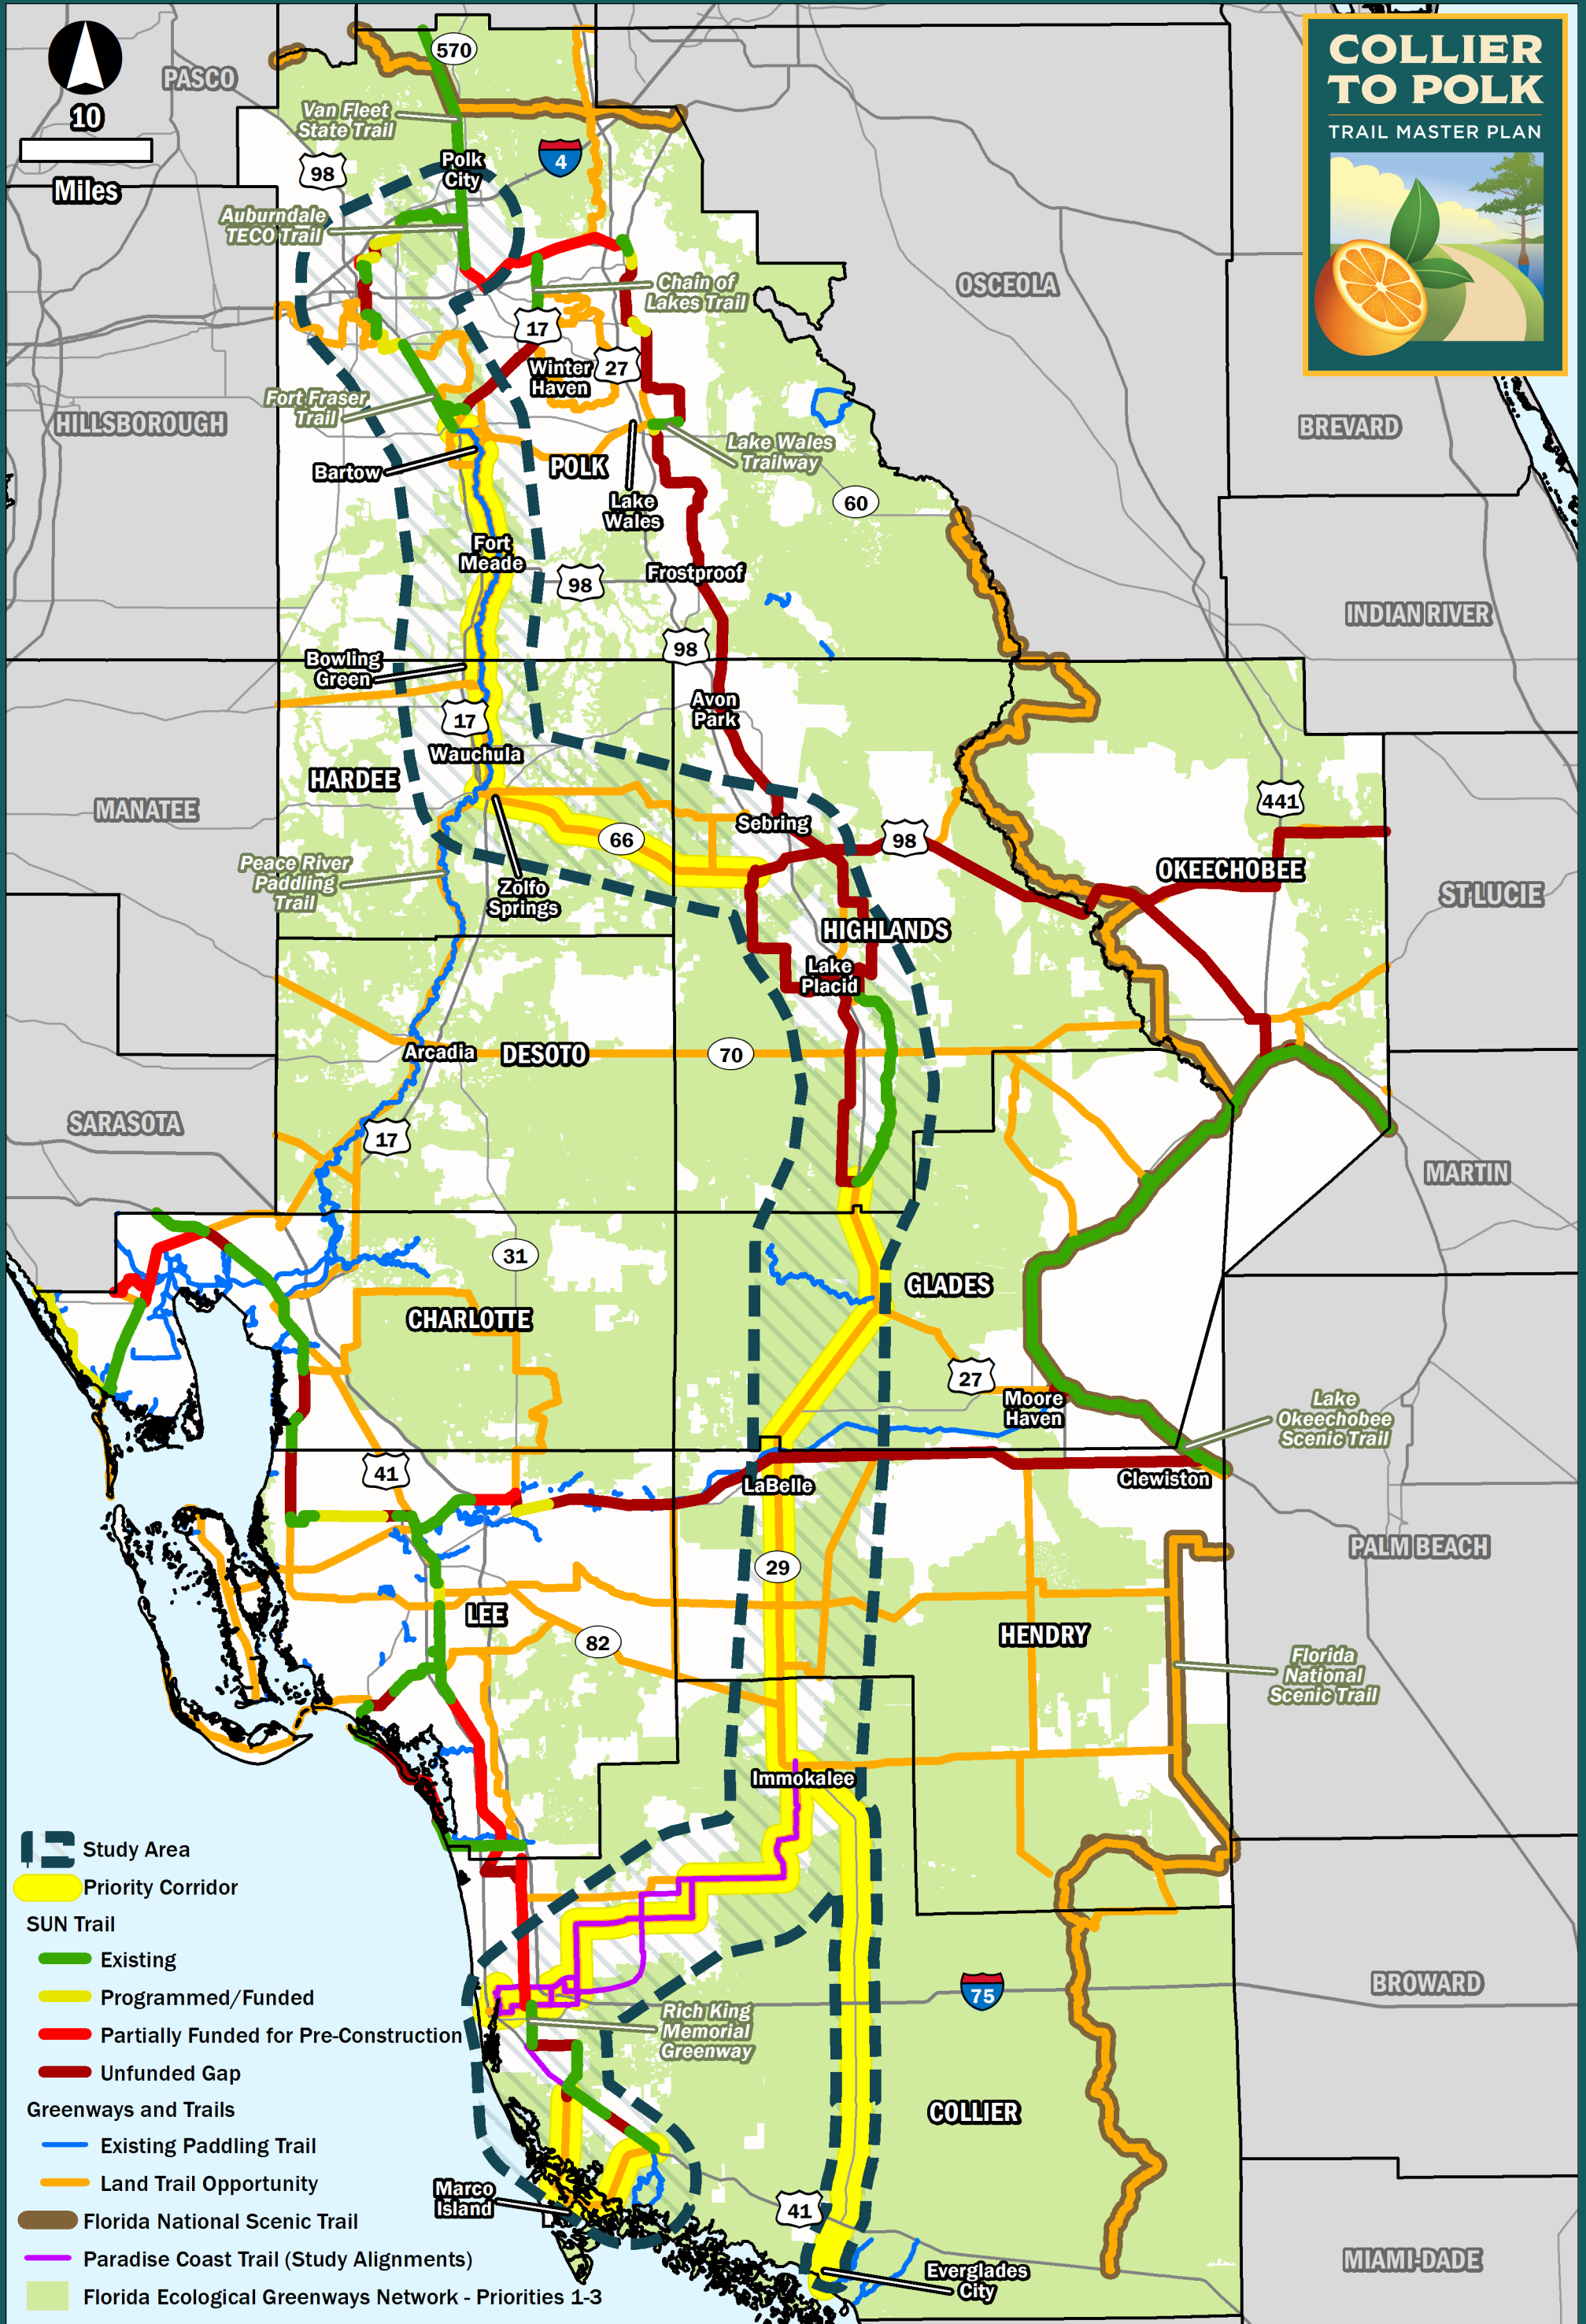 COLLIER
TO POLK
TRAIL MASTER PLAN
10
Miles
PASCO
570
Van Fleet
State Trail
98
Polk
City
4
Auburndale
TECO Trail
OSCEOLA
Chain of
Lakes Trail
17
Winter
Haven
27
Fort Fraser
Trail
HILLSBOROUGH
BREVARD
Bartow
POLK
Lake Wales
Trailway
Lake
Wales
60
Fort
Meade
98
Frostproof
INDIAN RIVER
98
Bowling
Green
Avon
Park
17
Wauchula
HARDEE
MANATEE
441
Sebring
66
98
Peace River
Paddling
Trail
Zolfo
Springs
OKEECHOBEE
ST LUCIE
HIGHLANDS
Lake
Placid
Arcadia
DESOTO
70
SARASOTA
17
MARTIN
31
GLADES
CHARLOTTE
27
Moore
Haven
Lake
Okeechobee
Scenic Trail
41
LaBelle
Clewiston
PALM BEACH
29
LEE
82
HENDRY
Florida
National
Scenic Trail
Immokalee
75
BROWARD
Rich King
Memorial
Greenway
COLLIER
Marco
Island
41
Everglades
City
MIAMI-DADE
Study Area
Priority Corridor
SUN Trail
Existing
Programmed/Funded
Partially Funded for Pre-Construction
Unfunded Gap
Greenways and Trails
Existing Paddling Trail
Land Trail Opportunity
Florida National Scenic Trail
Paradise Coast Trail (Study Alignments)
Florida Ecological Greenways Network - Priorities 1-3